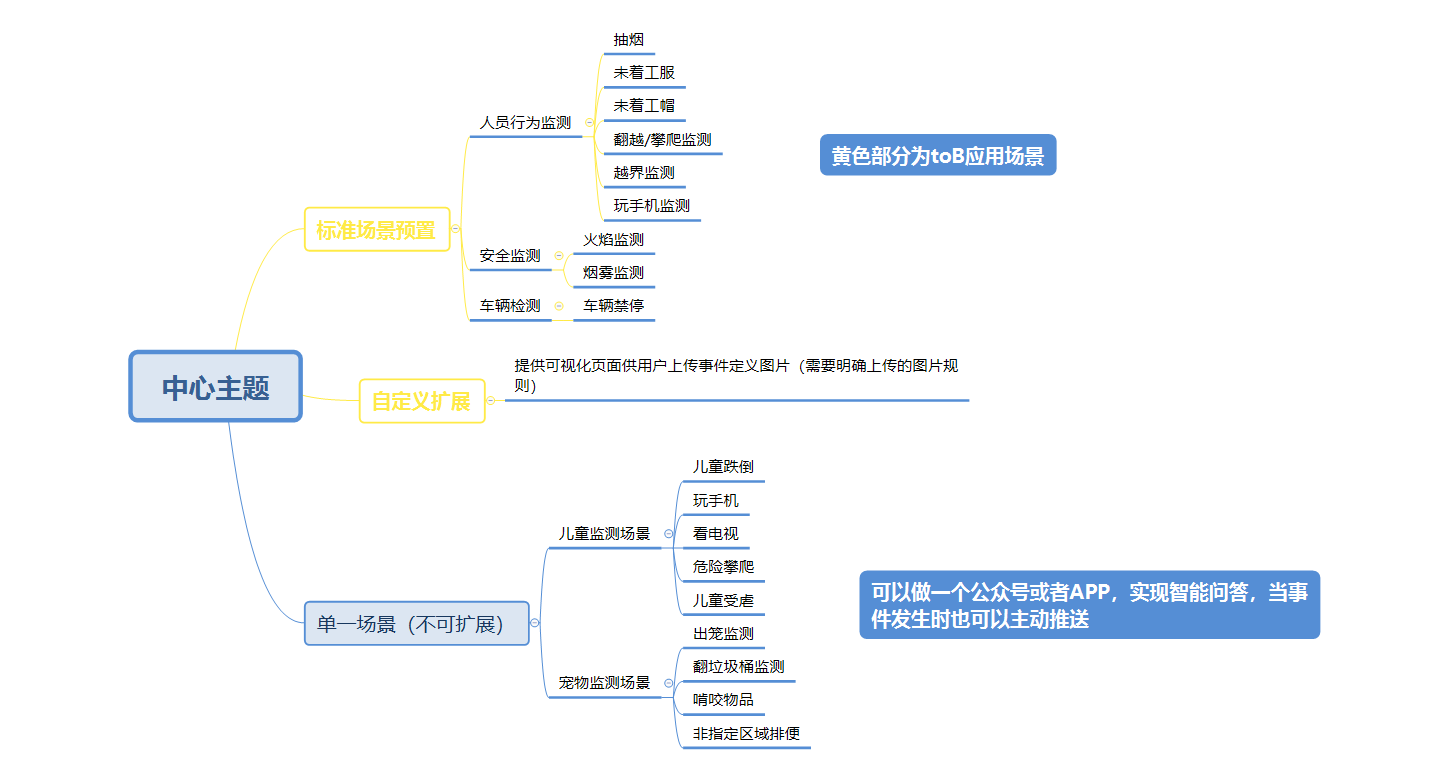 中心主题
标准场景预置
人员行为监测
抽烟
未着工服
未着工帽
翻越/攀爬监测
越界监测
玩手机监测
安全监测
火焰监测
烟雾监测
车辆检测
车辆禁停
黄色部分为toB应用场景
自定义扩展
提供可视化页面供用户上传事件定义图片（需要明确上传的图片规
则）
单一场景（不可扩展）
儿童监测场景
儿童跌倒
玩手机
看电视
危险攀爬
儿童受虐
宠物监测场景
出笼监测
翻垃圾桶监测
啃咬物品
非指定区域排便
可以做一个公众号或者APP，实现智能问答，当事
件发生时也可以主动推送